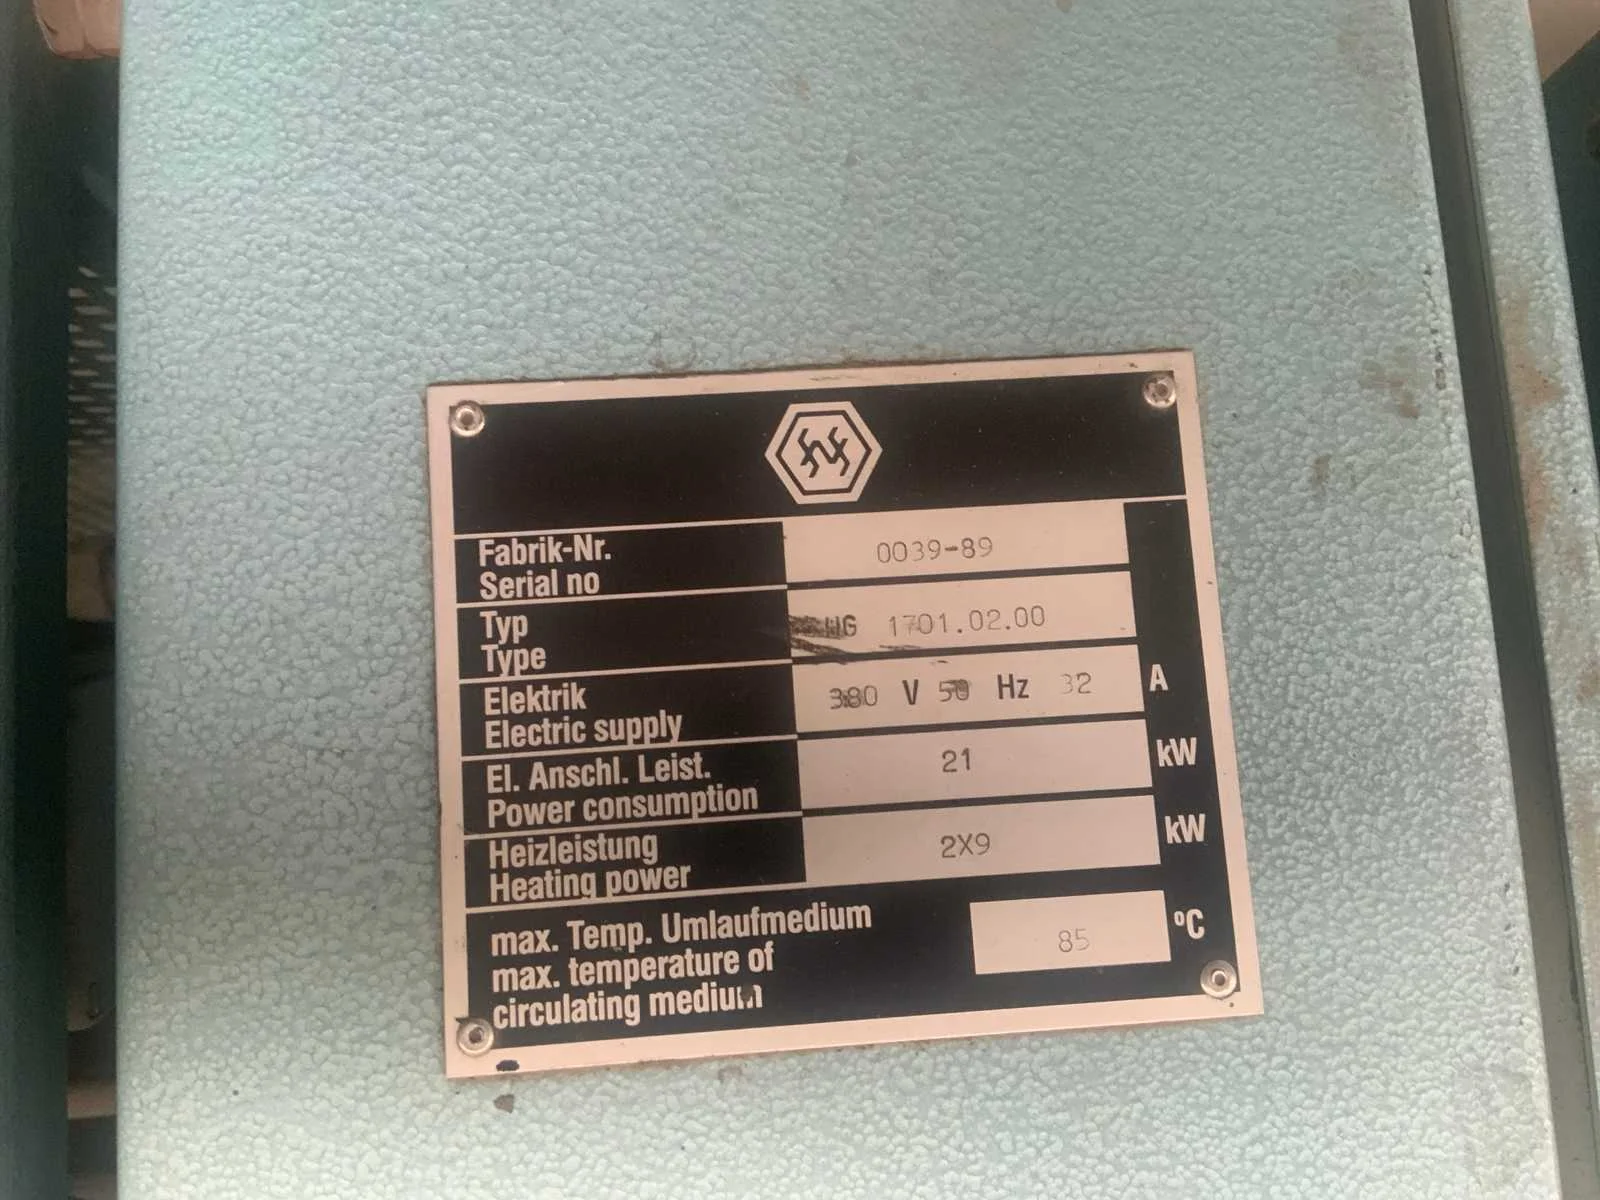 Fabrik-Nr.
Serial no
0039-89
Typ
Type
1701.02.00
Elektrik
Electric supply
380 V 50 Hz 32 A
El. Anschl. Leist.
Power consumption
21 kW
Heizleistung
Heating power
2X9 kW
max. Temp. Umlaufmedium
max. temperature of
circulating medium
85 °C